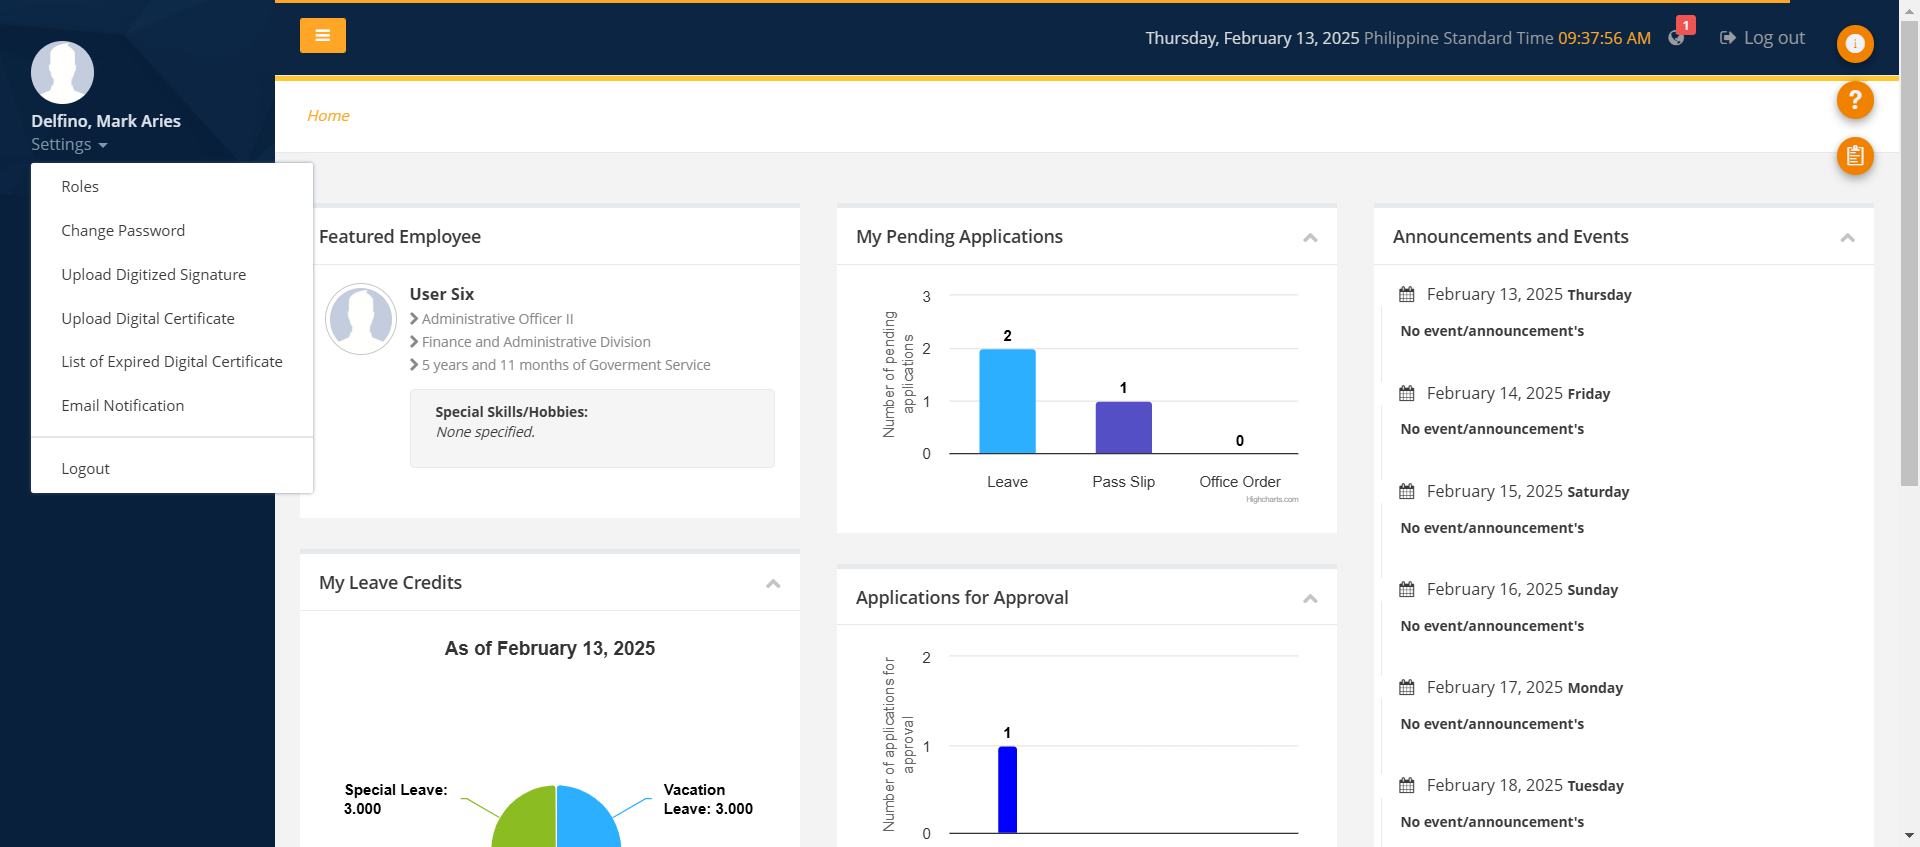 Thursday, February 13, 2025 Philippine Standard Time 09:37:56 AM
1
Log out
Delfino, Mark Aries
Settings
Roles
Change Password
Upload Digitized Signature
Upload Digital Certificate
List of Expired Digital Certificate
Email Notification
Logout
Home
Featured Employee
User Six
Administrative Officer II
Finance and Administrative Division
5 years and 11 months of Goverment Service
Special Skills/Hobbies:
None specified.
My Leave Credits
As of February 13, 2025
Special Leave:
3.000
Vacation
Leave: 3.000
My Pending Applications
Number of pending
applications
3
2
1
0
2
1
0
Leave
Pass Slip
Office Order
Highcharts.com
Applications for Approval
Number of applications for
approval
2
1
0
1
Announcements and Events
February 13, 2025 Thursday
No event/announcement's
February 14, 2025 Friday
No event/announcement's
February 15, 2025 Saturday
No event/announcement's
February 16, 2025 Sunday
No event/announcement's
February 17, 2025 Monday
No event/announcement's
February 18, 2025 Tuesday
No event/announcement's